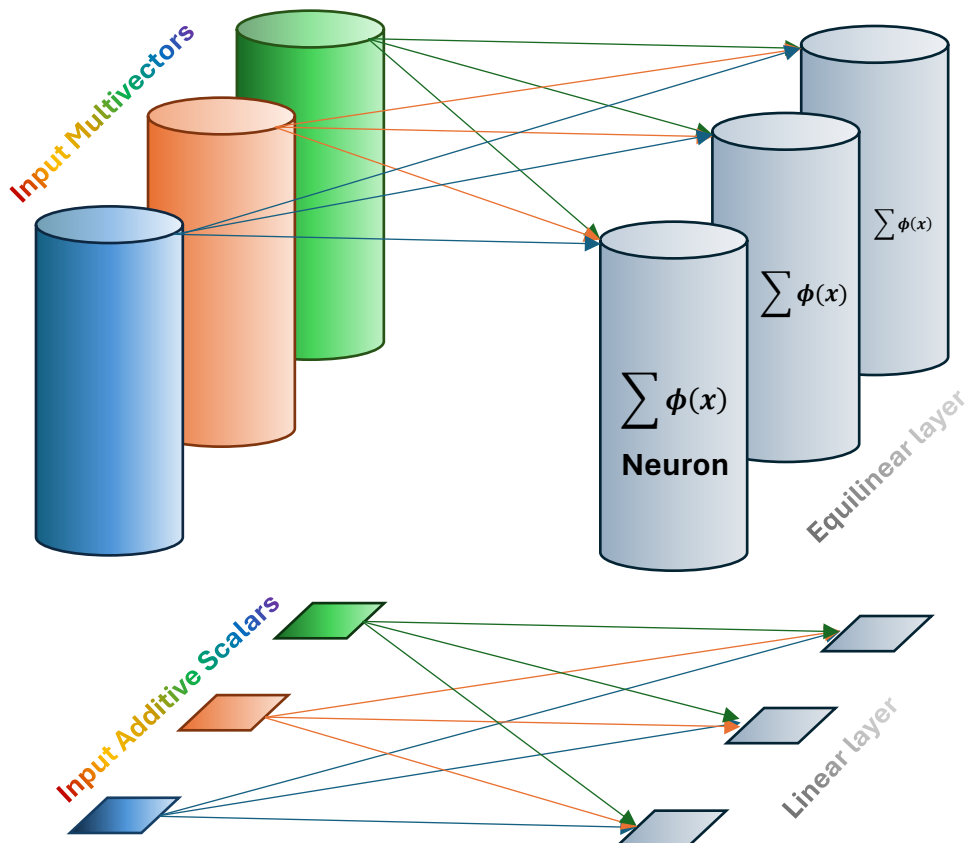 Input Multivectors
∑ ϕ(x)
∑ ϕ(x)
∑ ϕ(x)
Neuron
Equilinear layer
Input Additive Scalars
Linear layer